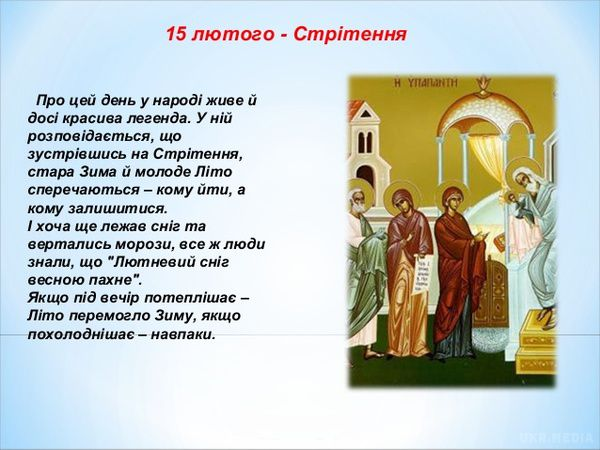 15 лютого - Стрітення
Про цей день у народі живе й
досі красива легенда. У ній
розповідається, що
зустрівшись на Стрітення,
стара Зима й молоде Літо
сперечаються – кому йти, а
кому залишитися.
І хоча ще лежав сніг та
вертались морози, все ж люди
знали, що "Лютневий сніг
весною пахне".
Якщо під вечір потеплішає –
Літо перемогло Зиму, якщо
похолоднішає – навпаки.
Η ΥΠΑΠΑΝΤΗ
UKR.MEDIA